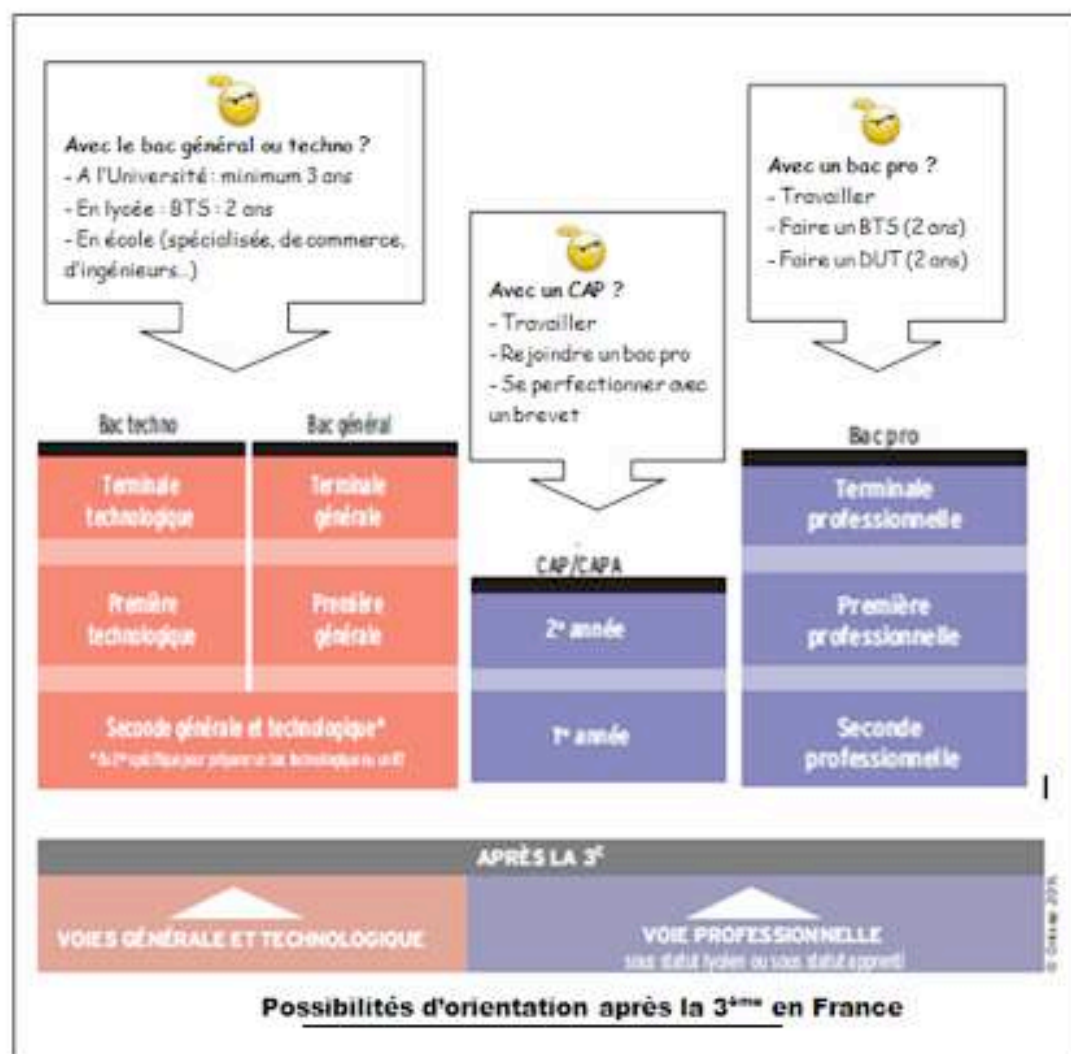 Avec le bac général ou techno ?
- A l'Université : minimum 3 ans
- En lycée : BTS : 2 ans
- En école (spécialisée, de commerce,
d'ingénieurs...)
Avec un CAP ?
- Travailler
- Rejoindre un bac pro
- Se perfectionner avec
un brevet
Avec un bac pro ?
- Travailler
- Faire un BTS (2 ans)
- Faire un DUT (2 ans)
Bac techno
Bac général
Terminale
technologique
Terminale
générale
Première
technologique
Première
générale
Seconde générale et technologique*
CAP/CAPA
2e année
1re année
Bac pro
Terminale
professionnelle
Première
professionnelle
Seconde
professionnelle
APRÈS LA 3E
VOIES GÉNÉRALE ET TECHNOLOGIQUE
VOIE PROFESSIONNELLE
sous statut lycéen ou sous statut apprenti
Possibilités d'orientation après la 3ème en France